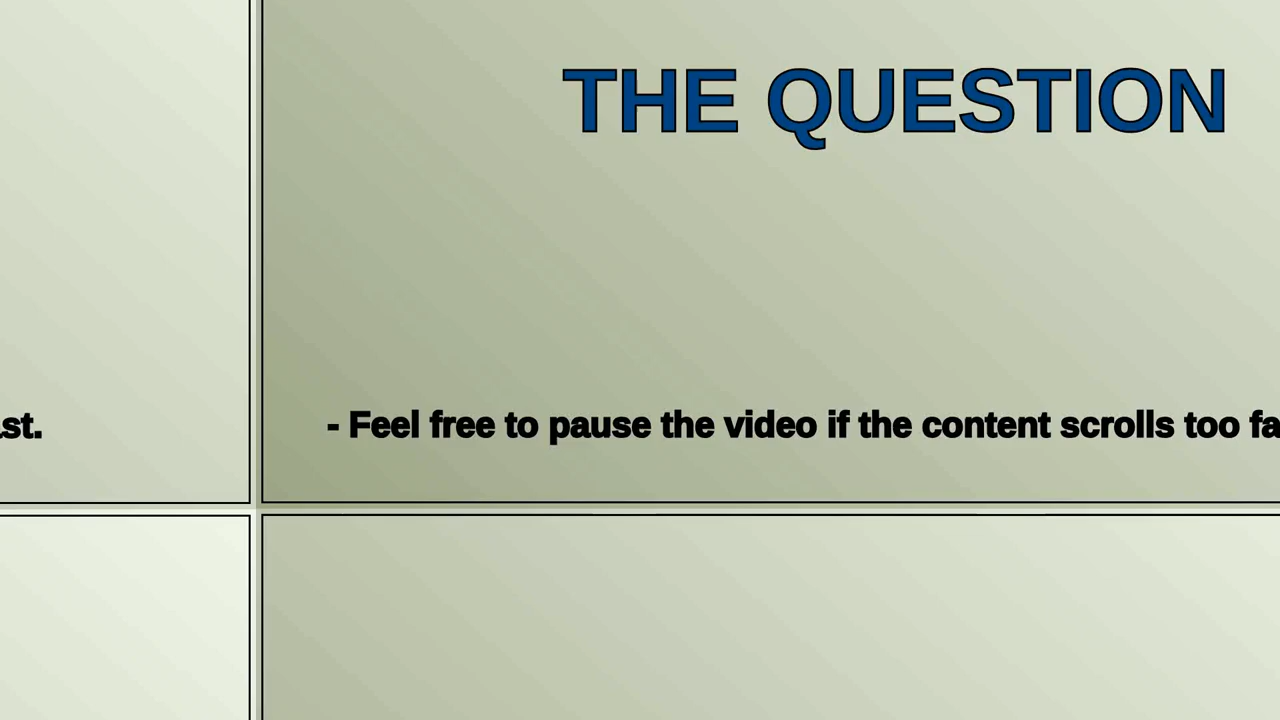 THE QUESTION
st.
- Feel free to pause the video if the content scrolls too fa